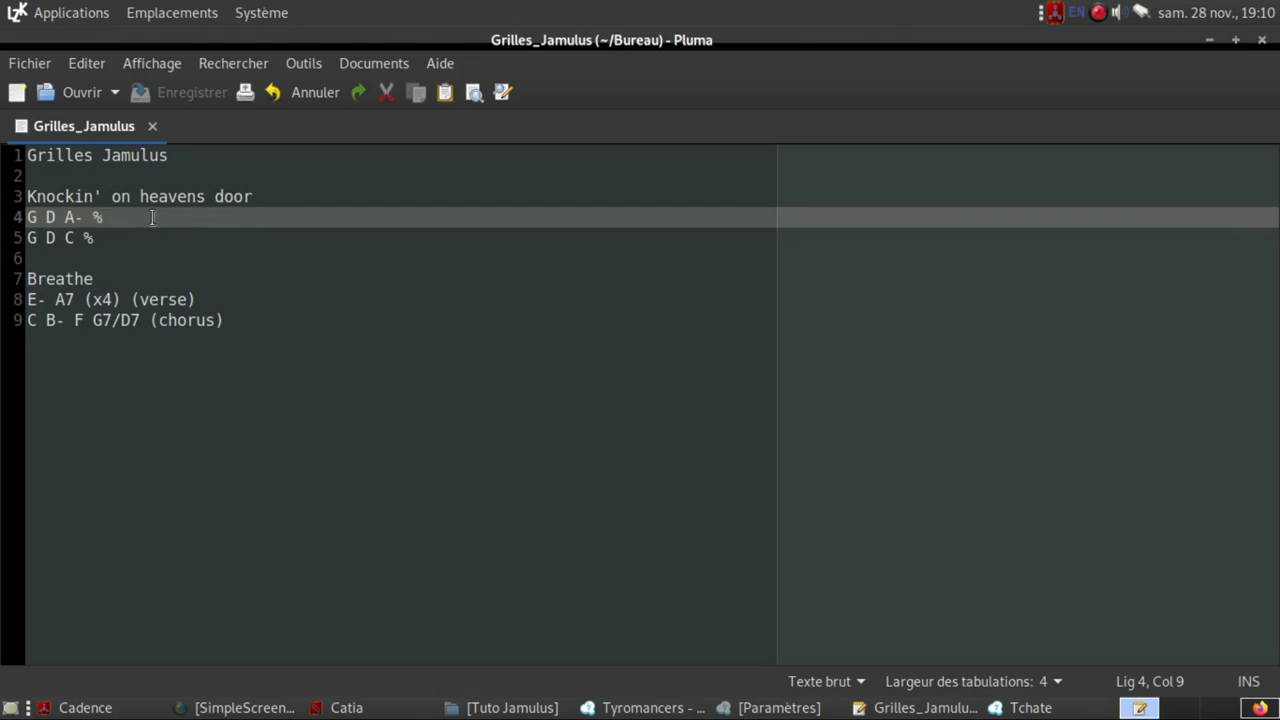 Applications Emplacements Système EN sam. 28 nov., 19:10
Grilles_Jamulus (~/Bureau) - Pluma
Fichier Editer Affichage Rechercher Outils Documents Aide
Ouvrir Enregistrer Annuler
Grilles_Jamulus
1 Grilles Jamulus
2
3 Knockin' on heavens door
4 G D A- %
5 G D C %
6
7 Breathe
8 E- A7 (x4) (verse)
9 C B- F G7/D7 (chorus)
Texte brut Largeur des tabulations: 4 Lig 4, Col 9 INS
Cadence [SimpleScreen... Catia [Tuto Jamulus] Tyromancers - ... [Paramètres] Grilles_Jamulu... Tchate